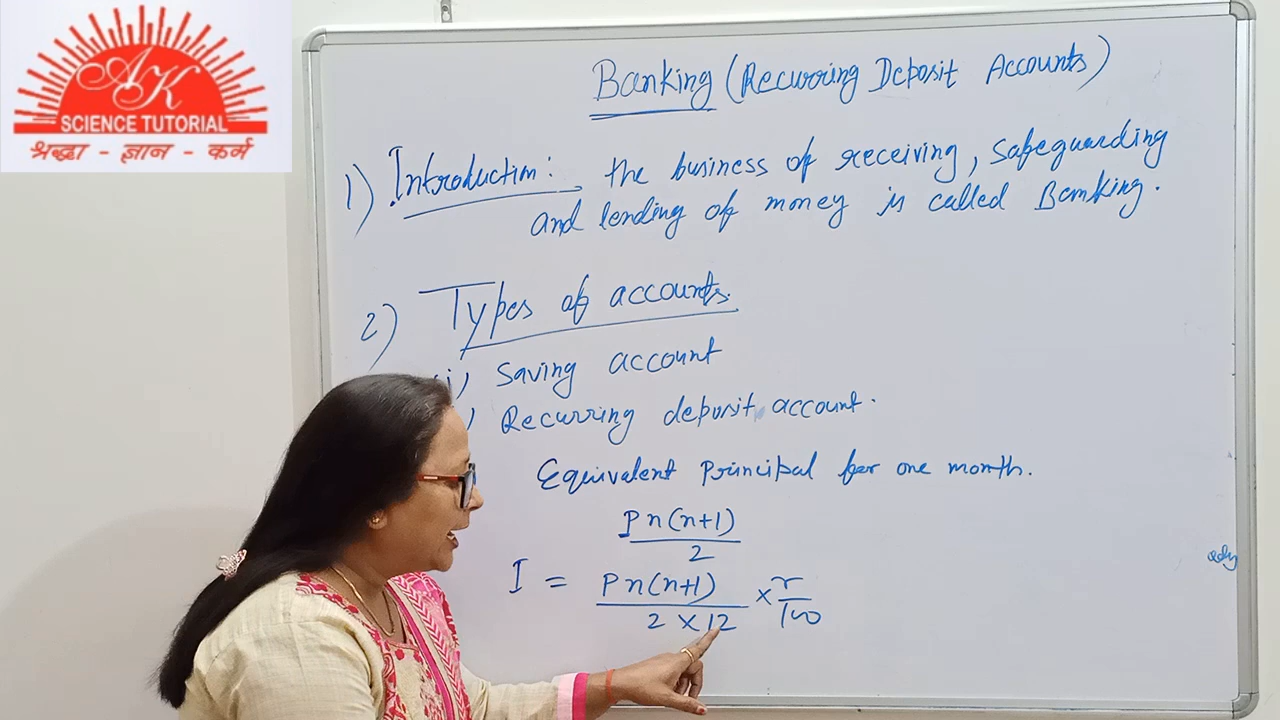 AK
SCIENCE TUTORIAL
श्रद्धा - ज्ञान - कर्म
Banking (Recurring Deposit Accounts)
1) Introduction: the business of receiving, safeguarding
and lending of money is called Banking.
2) Types of accounts.
i) Saving account
) Recurring deposit account.
Equivalent Principal for one month.
Pn(n+1)
2
I = Pn(n+1) × r
2 × 12 100